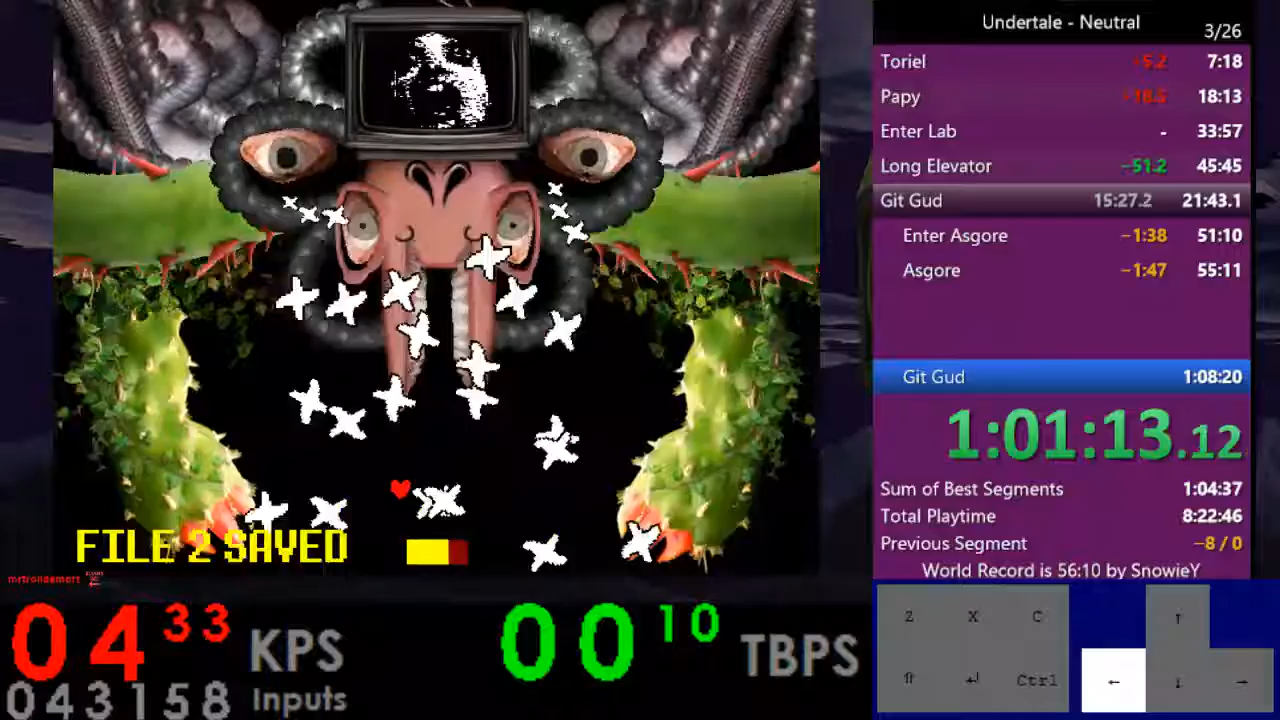 Undertale - Neutral
3/26
Toriel +5.2 7:18
Papy +18.5 18:13
Enter Lab - 33:57
Long Elevator -51.2 45:45
Git Gud 15:27.2 21:43.1
Enter Asgore -1:38 51:10
Asgore -1:47 55:11
Git Gud 1:08:20
1:01:13.12
Sum of Best Segments 1:04:37
Total Playtime 8:22:46
Previous Segment -8 / 0
World Record is 56:10 by SnowieY
FILE 2 SAVED
04 33 KPS
00 10 TBPS
043158 Inputs
Z X C ↑
⇧ ↵ Ctrl ← ↓ →